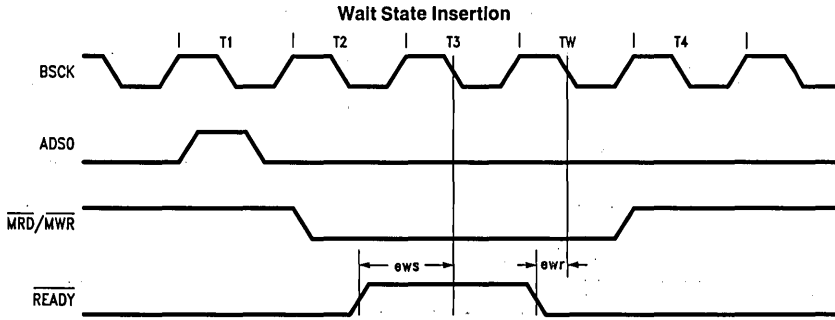 Wait State Insertion
T1 T2 T3 TW T4
BSCK
ADS0
MRD/MWR
ews ewr
READY